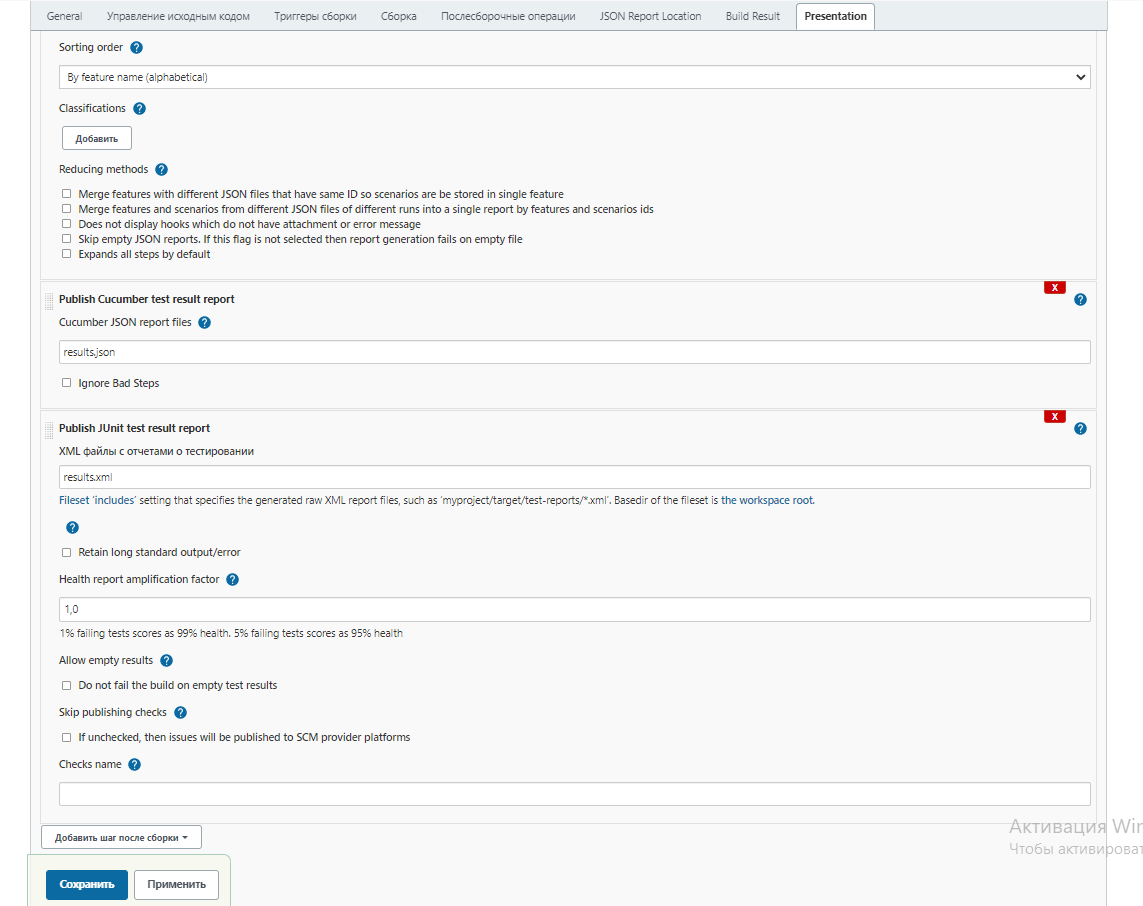 General Управление исходным кодом Триггеры сборки Сборка Послесборочные операции JSON Report Location Build Result Presentation
Sorting order ?
By feature name (alphabetical)
Classifications ?
Добавить
Reducing methods ?
Merge features with different JSON files that have same ID so scenarios are be stored in single feature
Merge features and scenarios from different JSON files of different runs into a single report by features and scenarios ids
Does not display hooks which do not have attachment or error message
Skip empty JSON reports. If this flag is not selected then report generation fails on empty file
Expands all steps by default
X
Publish Cucumber test result report ?
Cucumber JSON report files ?
results.json
Ignore Bad Steps
X
Publish JUnit test result report ?
XML файлы с отчетами о тестировании
results.xml
Fileset 'includes' setting that specifies the generated raw XML report files, such as 'myproject/target/test-reports/*.xml'. Basedir of the fileset is the workspace root.
?
Retain long standard output/error
Health report amplification factor ?
1,0
1% failing tests scores as 99% health. 5% failing tests scores as 95% health
Allow empty results ?
Do not fail the build on empty test results
Skip publishing checks ?
If unchecked, then issues will be published to SCM provider platforms
Checks name ?
Добавить шаг после сборки
Активация Wir
Чтобы активироват
Сохранить Применить